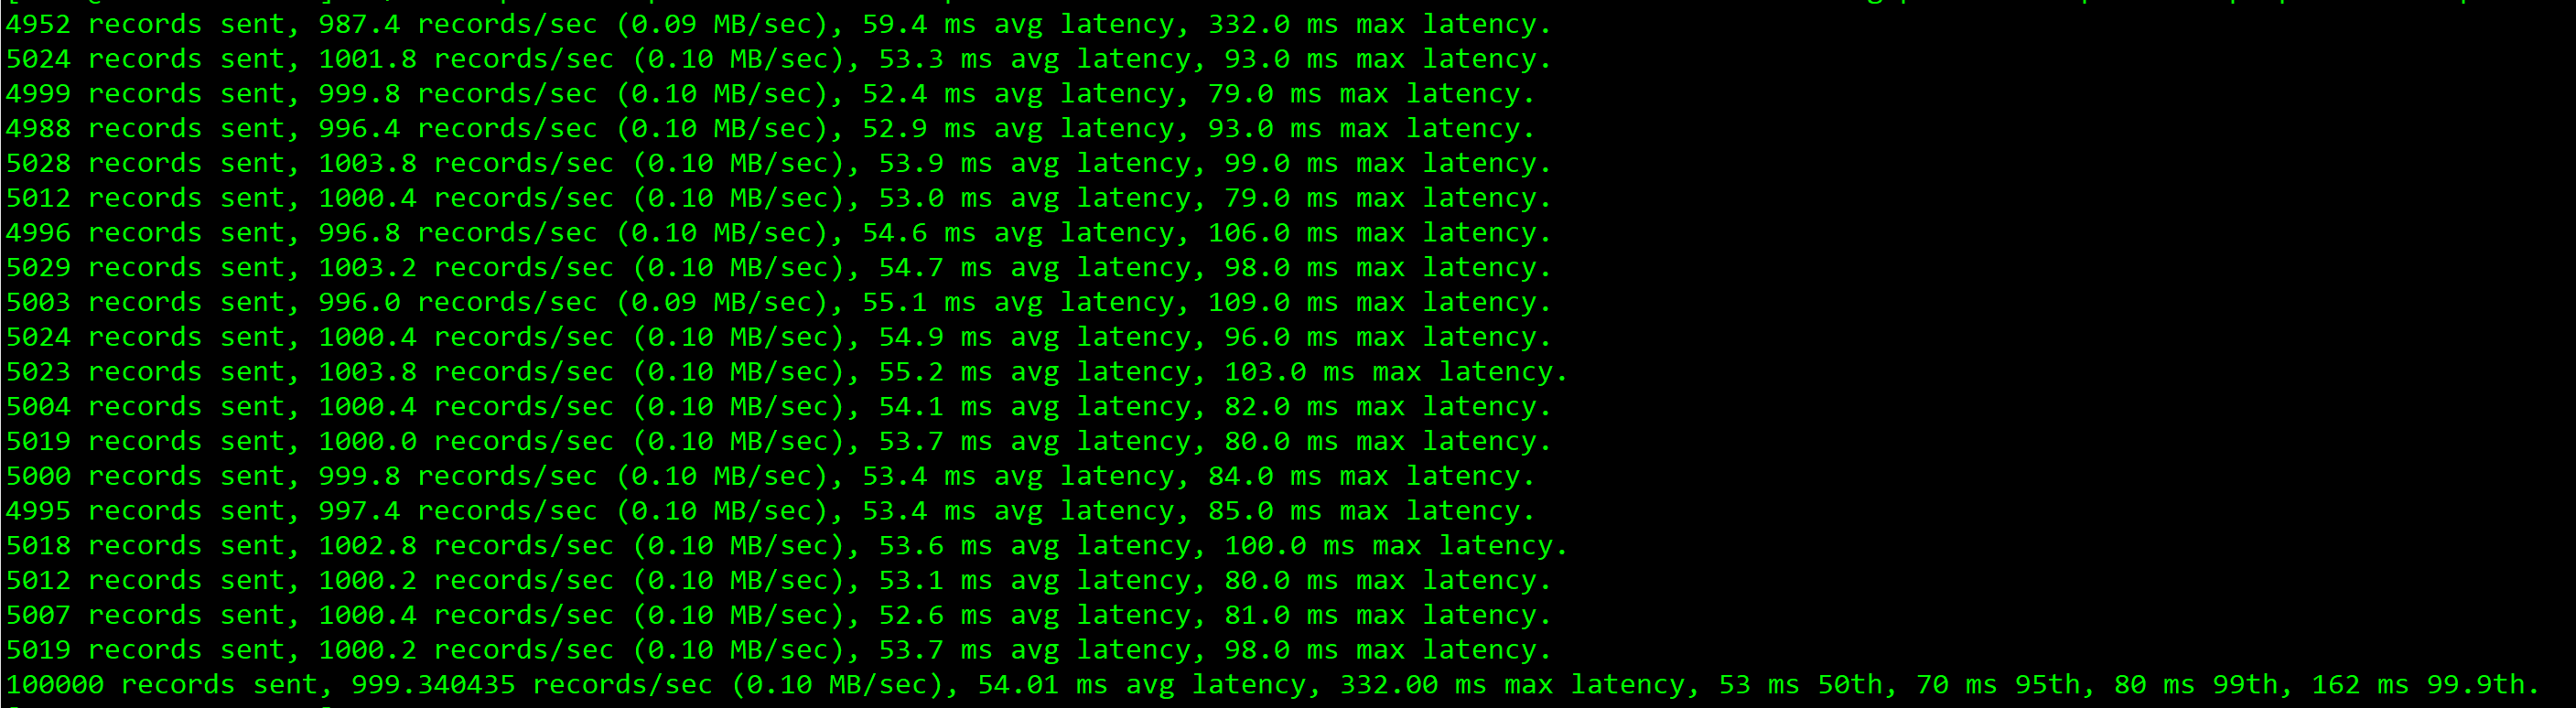 4952 records sent, 987.4 records/sec (0.09 MB/sec), 59.4 ms avg latency, 332.0 ms max latency.
5024 records sent, 1001.8 records/sec (0.10 MB/sec), 53.3 ms avg latency, 93.0 ms max latency.
4999 records sent, 999.8 records/sec (0.10 MB/sec), 52.4 ms avg latency, 79.0 ms max latency.
4988 records sent, 996.4 records/sec (0.10 MB/sec), 52.9 ms avg latency, 93.0 ms max latency.
5028 records sent, 1003.8 records/sec (0.10 MB/sec), 53.9 ms avg latency, 99.0 ms max latency.
5012 records sent, 1000.4 records/sec (0.10 MB/sec), 53.0 ms avg latency, 79.0 ms max latency.
4996 records sent, 996.8 records/sec (0.10 MB/sec), 54.6 ms avg latency, 106.0 ms max latency.
5029 records sent, 1003.2 records/sec (0.10 MB/sec), 54.7 ms avg latency, 98.0 ms max latency.
5003 records sent, 996.0 records/sec (0.09 MB/sec), 55.1 ms avg latency, 109.0 ms max latency.
5024 records sent, 1000.4 records/sec (0.10 MB/sec), 54.9 ms avg latency, 96.0 ms max latency.
5023 records sent, 1003.8 records/sec (0.10 MB/sec), 55.2 ms avg latency, 103.0 ms max latency.
5004 records sent, 1000.4 records/sec (0.10 MB/sec), 54.1 ms avg latency, 82.0 ms max latency.
5019 records sent, 1000.0 records/sec (0.10 MB/sec), 53.7 ms avg latency, 80.0 ms max latency.
5000 records sent, 999.8 records/sec (0.10 MB/sec), 53.4 ms avg latency, 84.0 ms max latency.
4995 records sent, 997.4 records/sec (0.10 MB/sec), 53.4 ms avg latency, 85.0 ms max latency.
5018 records sent, 1002.8 records/sec (0.10 MB/sec), 53.6 ms avg latency, 100.0 ms max latency.
5012 records sent, 1000.2 records/sec (0.10 MB/sec), 53.1 ms avg latency, 80.0 ms max latency.
5007 records sent, 1000.4 records/sec (0.10 MB/sec), 52.6 ms avg latency, 81.0 ms max latency.
5019 records sent, 1000.2 records/sec (0.10 MB/sec), 53.7 ms avg latency, 98.0 ms max latency.
100000 records sent, 999.340435 records/sec (0.10 MB/sec), 54.01 ms avg latency, 332.00 ms max latency, 53 ms 50th, 70 ms 95th, 80 ms 99th, 162 ms 99.9th.